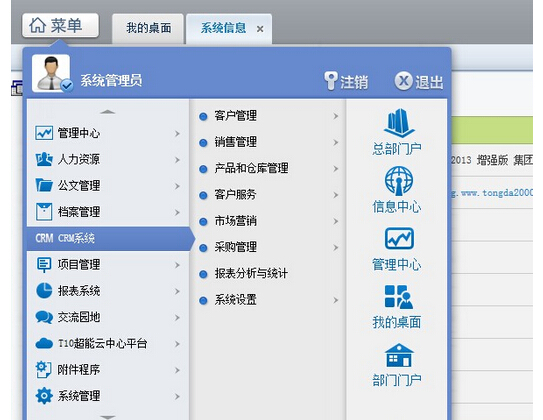 菜单
我的桌面
系统信息 ×
系统管理员
注销
退出
管理中心
人力资源
公文管理
档案管理
CRM CRM系统
项目管理
报表系统
交流园地
T10超能云中心平台
附件程序
系统管理
客户管理
销售管理
产品和仓库管理
客户服务
市场营销
采购管理
报表分析与统计
系统设置
总部门户
信息中心
管理中心
我的桌面
部门门户
2013 增强版 集团
g.www.tongda2000